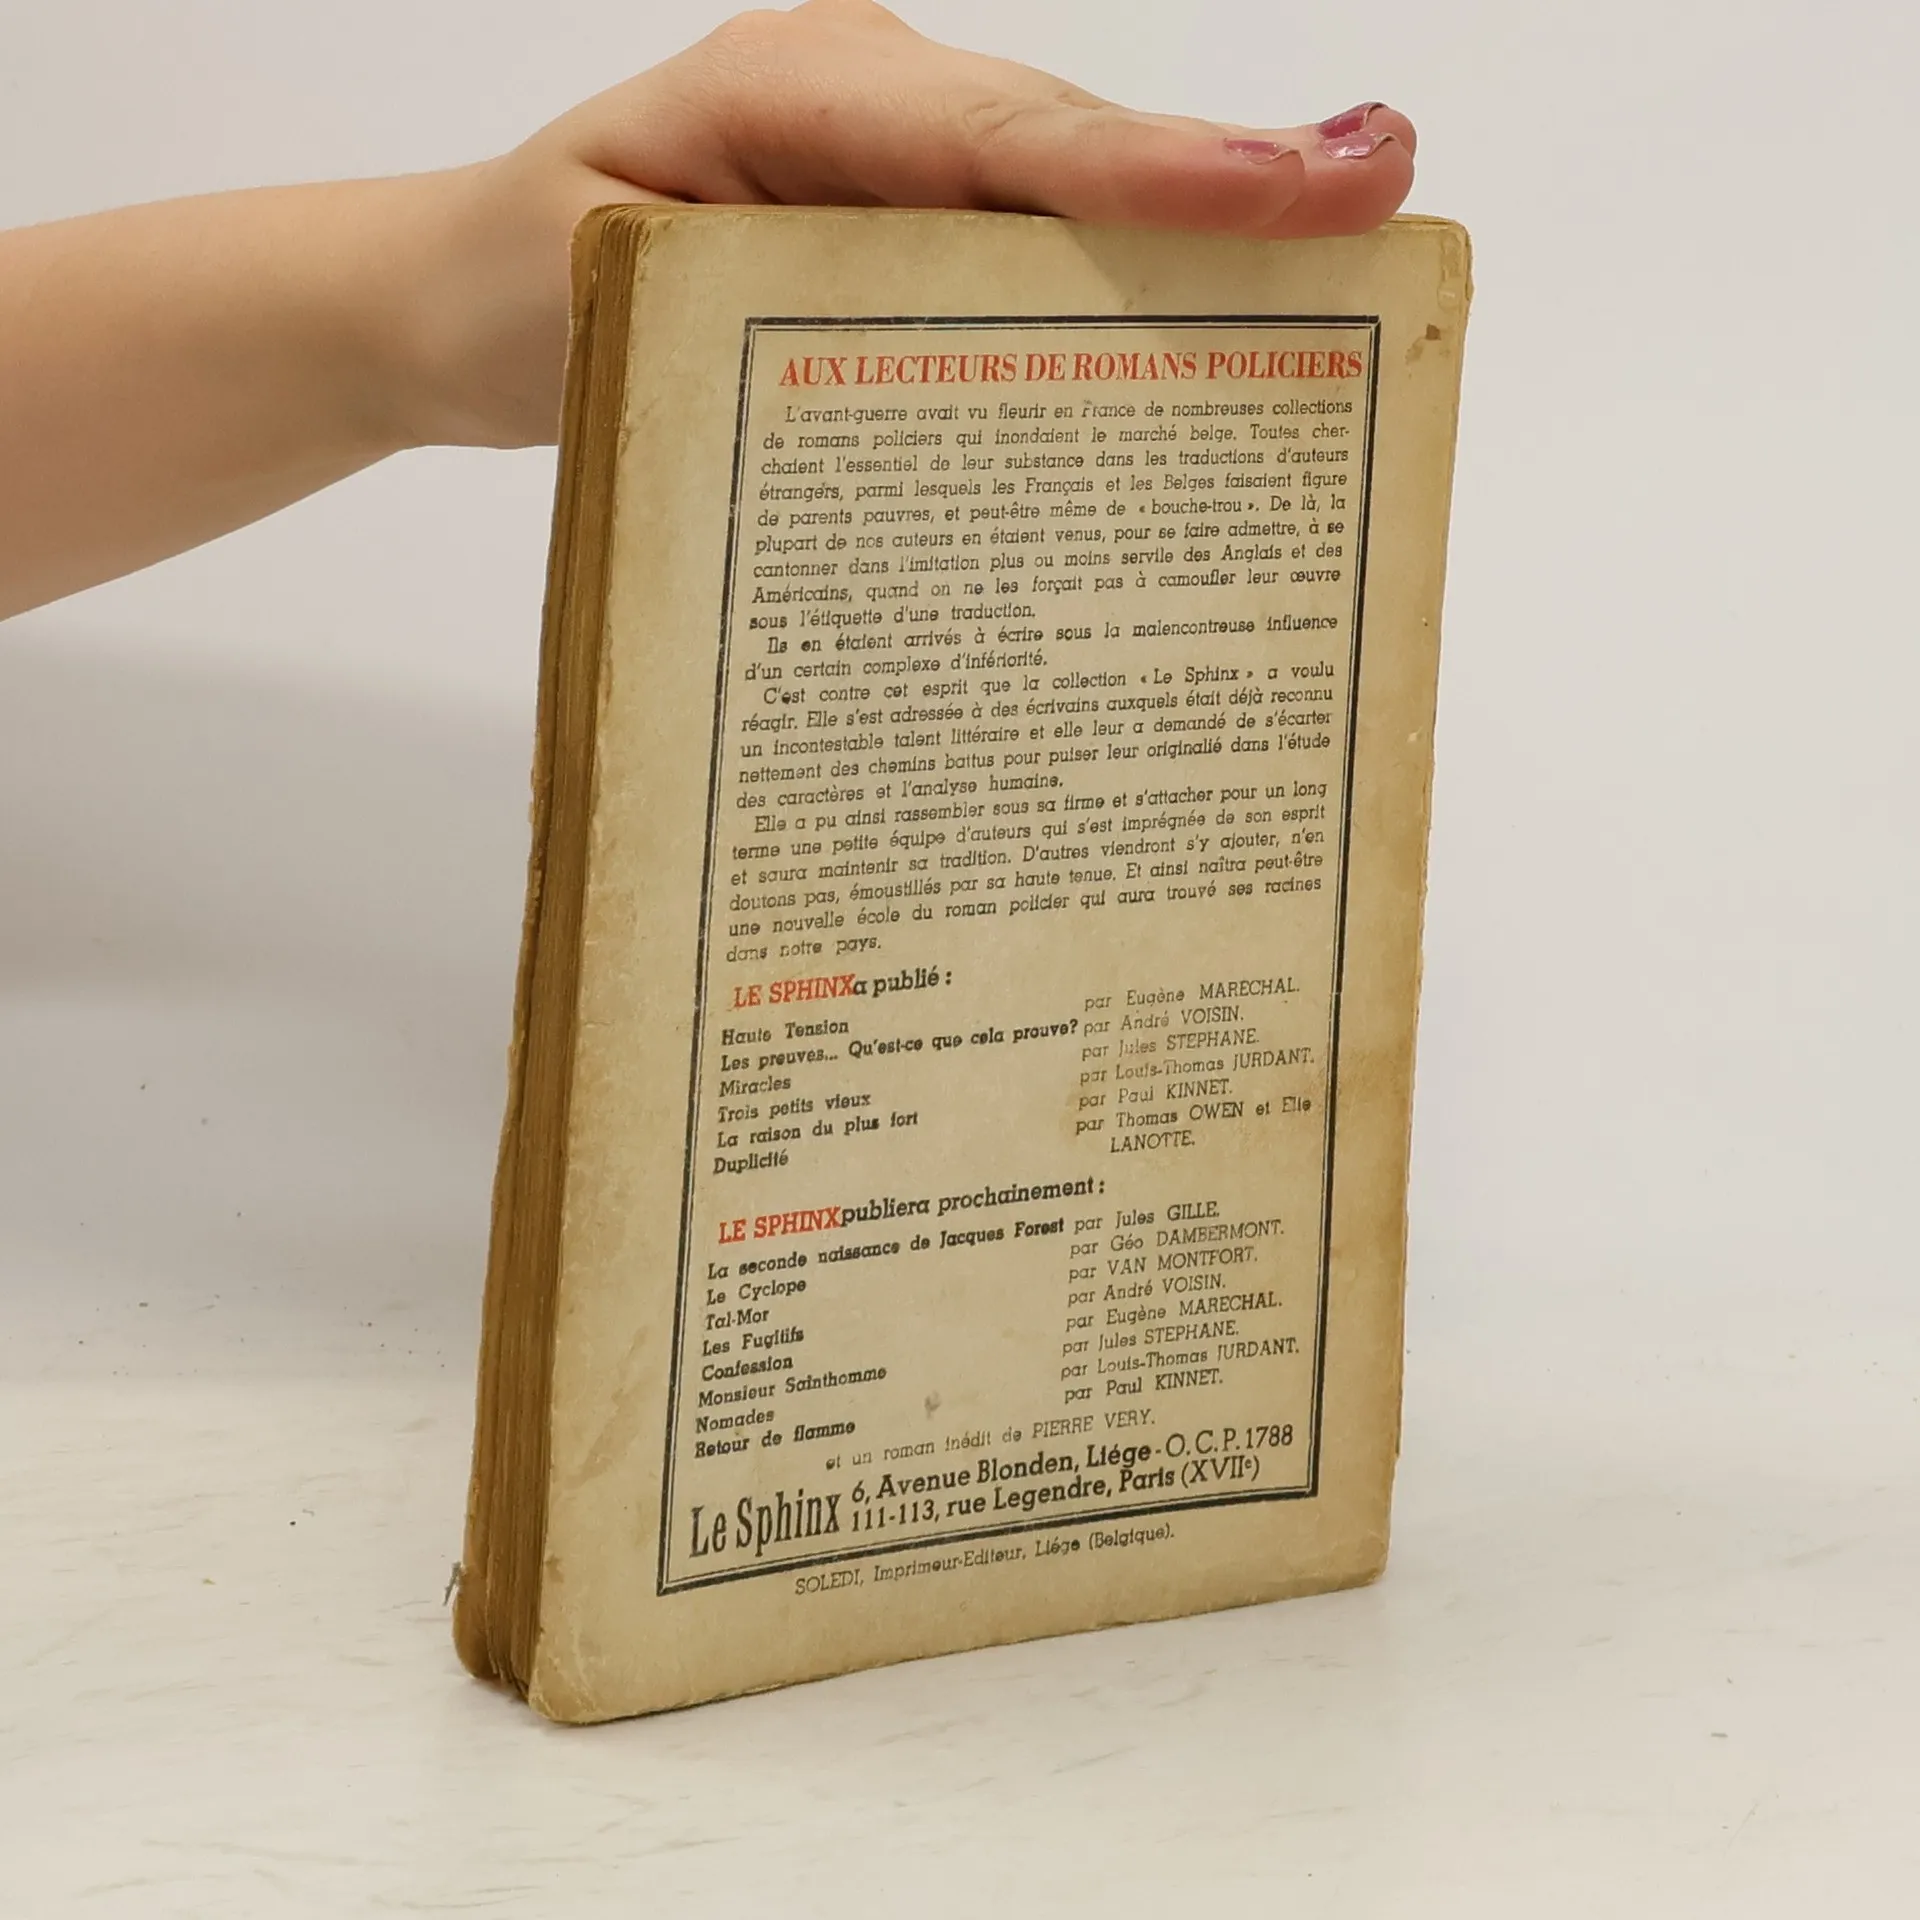 AUX LECTEURS DE ROMANS POLICIERS
L'avant-guerre avait vu fleurir en France de nombreuses collections
de romans policiers qui inondaient le marché belge. Toutes cher-
chaient l'essentiel de leur substance dans les traductions d'auteurs
étrangers, parmi lesquels les Français et les Belges faisaient figure
de parents pauvres, et peut-être même de « bouche-trou ». De là, la
plupart de nos auteurs en étaient venus, pour se faire admettre, à se
cantonner dans l'imitation plus ou moins servile des Anglais et des
Américains, quand on ne les forçait pas à camoufler leur œuvre
sous l'étiquette d'une traduction.
Ils en étaient arrivés à écrire sous la malencontreuse influence
d'un certain complexe d'infériorité.
C'est contre cet esprit que la collection « Le Sphinx » a voulu
réagir. Elle s'est adressée à des écrivains auxquels était déjà reconnu
un incontestable talent littéraire et elle leur a demandé de s'écarter
nettement des chemins battus pour puiser leur originalié dans l'étude
des caractères et l'analyse humaine.
Elle a pu ainsi rassembler sous sa firme et s'attacher pour un long
terme une petite équipe d'auteurs qui s'est imprégnée de son esprit
et saura maintenir sa tradition. D'autres viendront s'y ajouter, n'en
doutons pas, émoustillés par sa haute tenue. Et ainsi naîtra peut-être
une nouvelle école du roman policier qui aura trouvé ses racines
dans notre pays.
LE SPHINX a publié :
Haute Tension par Eugène MARECHAL.
Les preuves... Qu'est-ce que cela prouve? par André VOISIN.
Miracles par Jules STEPHANE.
Trois petits vieux par Louis-Thomas JURDANT.
La raison du plus fort par Paul KINNET.
Duplicité par Thomas OWEN et Elie
LANOTTE.
LE SPHINX publiera prochainement :
La seconde naissance de Jacques Forest par Jules GILLE.
Le Cyclope par Géo DAMBERMONT.
Tal-Mor par VAN MONTFORT.
Les Fugitifs par André VOISIN.
Confession par Eugène MARECHAL.
Monsieur Sainthomme par Jules STEPHANE.
Nomades par Louis-Thomas JURDANT.
Retour de flamme par Paul KINNET.
et un roman inédit de PIERRE VERY.
Le Sphinx 6, Avenue Blonden, Liége - O.C.P. 1788
111-113, rue Legendre, Paris (XVIIe)
SOLEDI, Imprimeur-Editeur, Liége (Belgique).